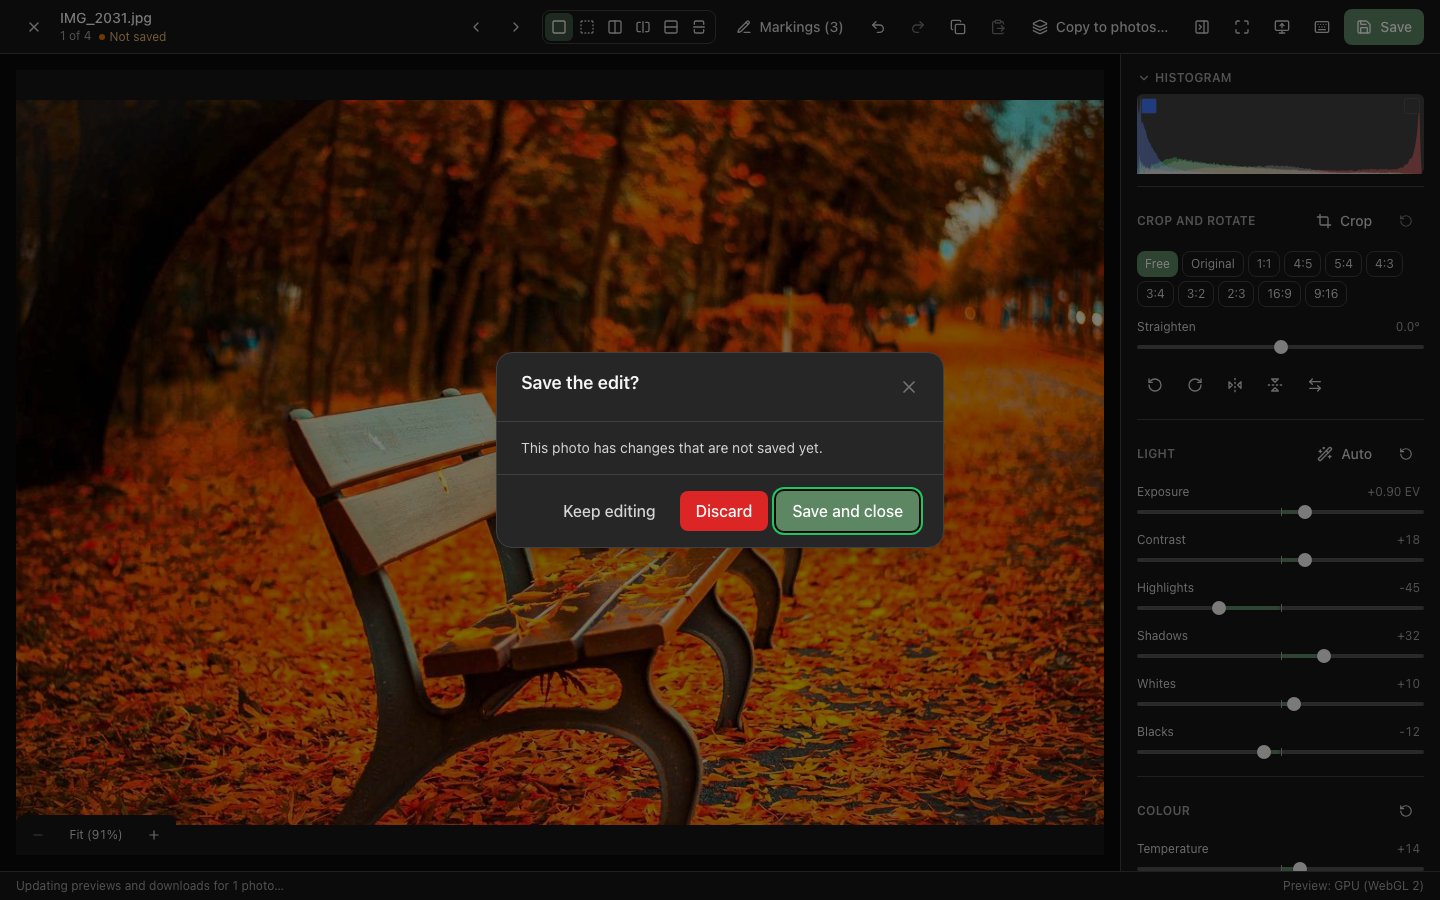 IMG_2031.jpg
1 of 4 Not saved
Markings (3)
Copy to photos...
Save
HISTOGRAM
CROP AND ROTATE
Crop
Free Original 1:1 4:5 5:4 4:3
3:4 3:2 2:3 16:9 9:16
Straighten 0.0°
LIGHT
Auto
Exposure +0.90 EV
Contrast +18
Highlights -45
Shadows +32
Whites +10
Blacks -12
COLOUR
Temperature +14
Save the edit?
This photo has changes that are not saved yet.
Keep editing Discard Save and close
Fit (91%)
Updating previews and downloads for 1 photo...
Preview: GPU (WebGL 2)